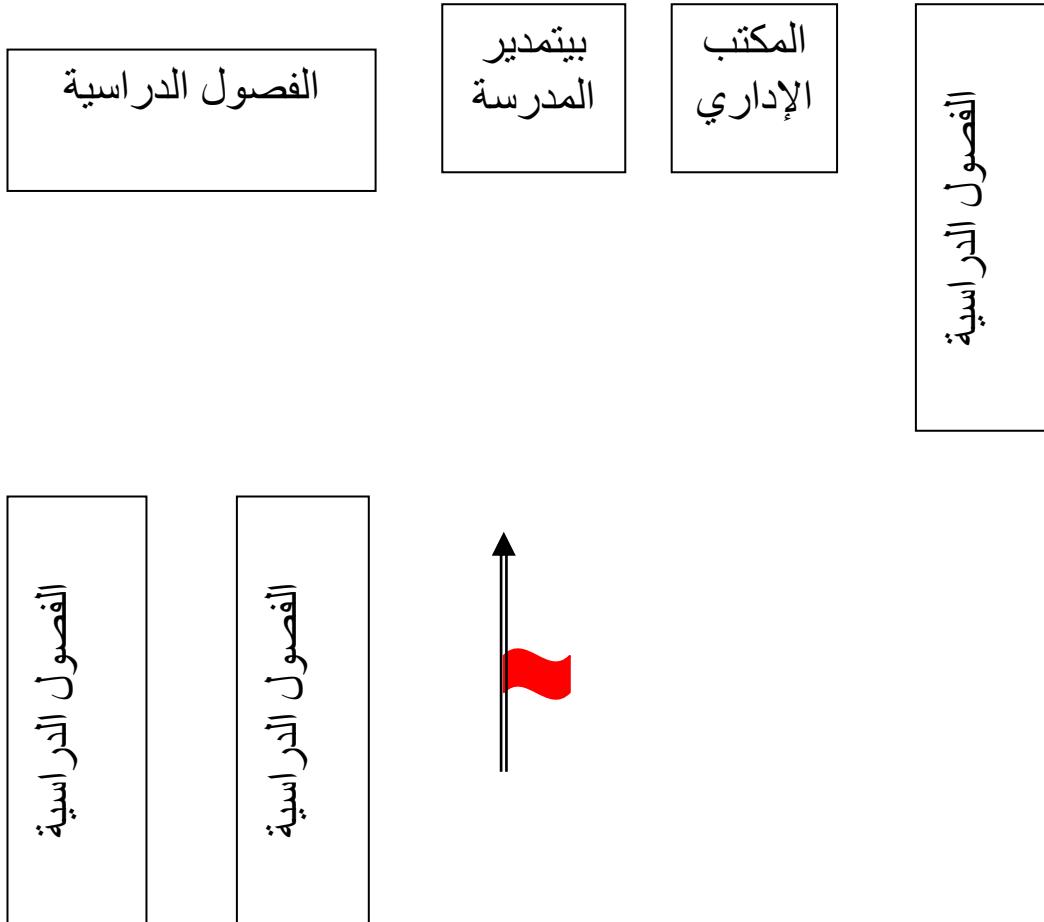 الفصول الدراسية
المكتب
الإداري
بيتمدير
المدرسة
الفصول الدراسية
الفصول الدراسية
الفصول الدراسية